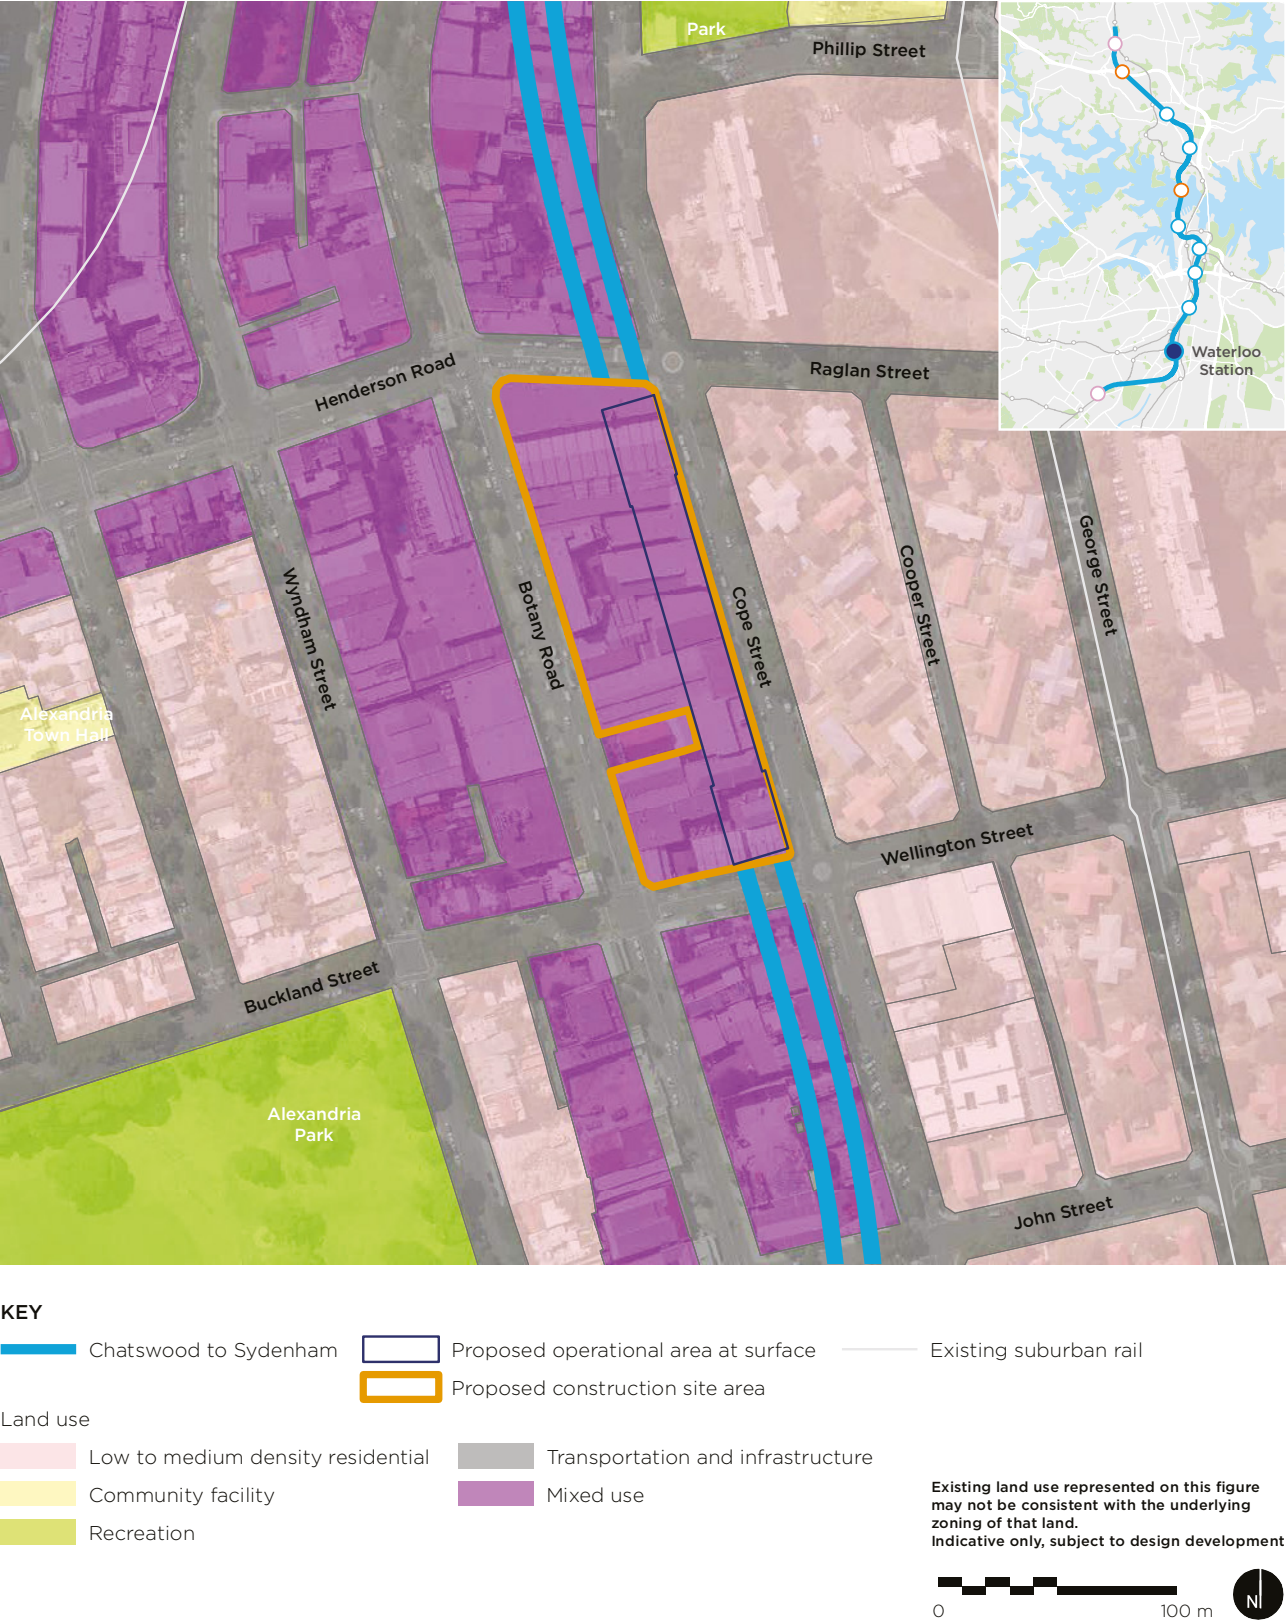 Park
Phillip Street
Waterloo
Station
Henderson Road
Raglan Street
Wyndham Street
Botany Road
Cope Street
Cooper Street
George Street
Alexandria
Town Hall
Wellington Street
Buckland Street
Alexandria
Park
John Street
KEY
Chatswood to Sydenham
Proposed operational area at surface
Existing suburban rail
Proposed construction site area
Land use
Low to medium density residential
Transportation and infrastructure
Community facility
Mixed use
Recreation
Existing land use represented on this figure
may not be consistent with the underlying
zoning of that land.
Indicative only, subject to design development
0 100 m
N